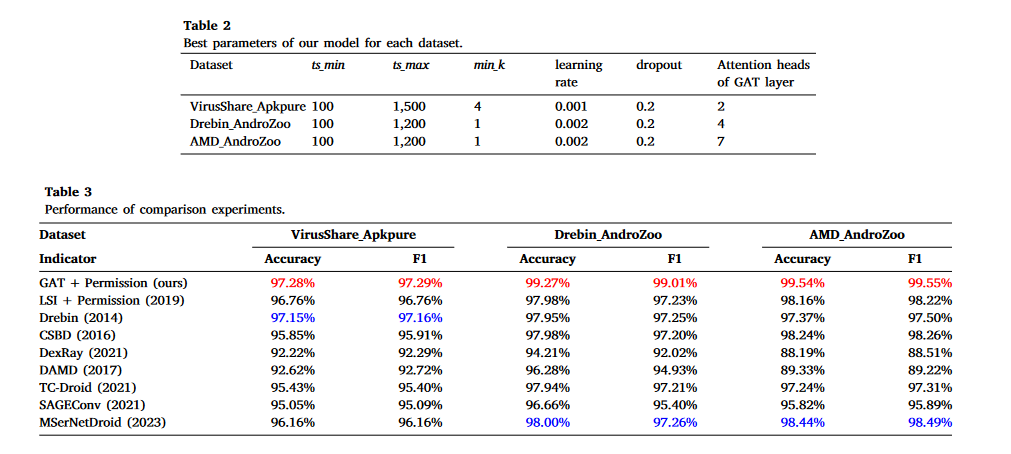 Table 2
Best parameters of our model for each dataset.
Dataset ts_min ts_max min_k learning rate dropout Attention heads of GAT layer
VirusShare_Apkpure 100 1,500 4 0.001 0.2 2
Drebin_AndroZoo 100 1,200 1 0.002 0.2 4
AMD_AndroZoo 100 1,200 1 0.002 0.2 7
Table 3
Performance of comparison experiments.
Dataset VirusShare_Apkpure Drebin_AndroZoo AMD_AndroZoo
Indicator Accuracy F1 Accuracy F1 Accuracy F1
GAT + Permission (ours) 97.28% 97.29% 99.27% 99.01% 99.54% 99.55%
LSI + Permission (2019) 96.76% 96.76% 97.98% 97.23% 98.16% 98.22%
Drebin (2014) 97.15% 97.16% 97.95% 97.25% 97.37% 97.50%
CSBD (2016) 95.85% 95.91% 97.98% 97.20% 98.24% 98.26%
DexRay (2021) 92.22% 92.29% 94.21% 92.02% 88.19% 88.51%
DAMD (2017) 92.62% 92.72% 96.28% 94.93% 89.33% 89.22%
TC-Droid (2021) 95.43% 95.40% 97.94% 97.21% 97.24% 97.31%
SAGEConv (2021) 95.05% 95.09% 96.66% 95.40% 95.82% 95.89%
MSerNetDroid (2023) 96.16% 96.16% 98.00% 97.26% 98.44% 98.49%